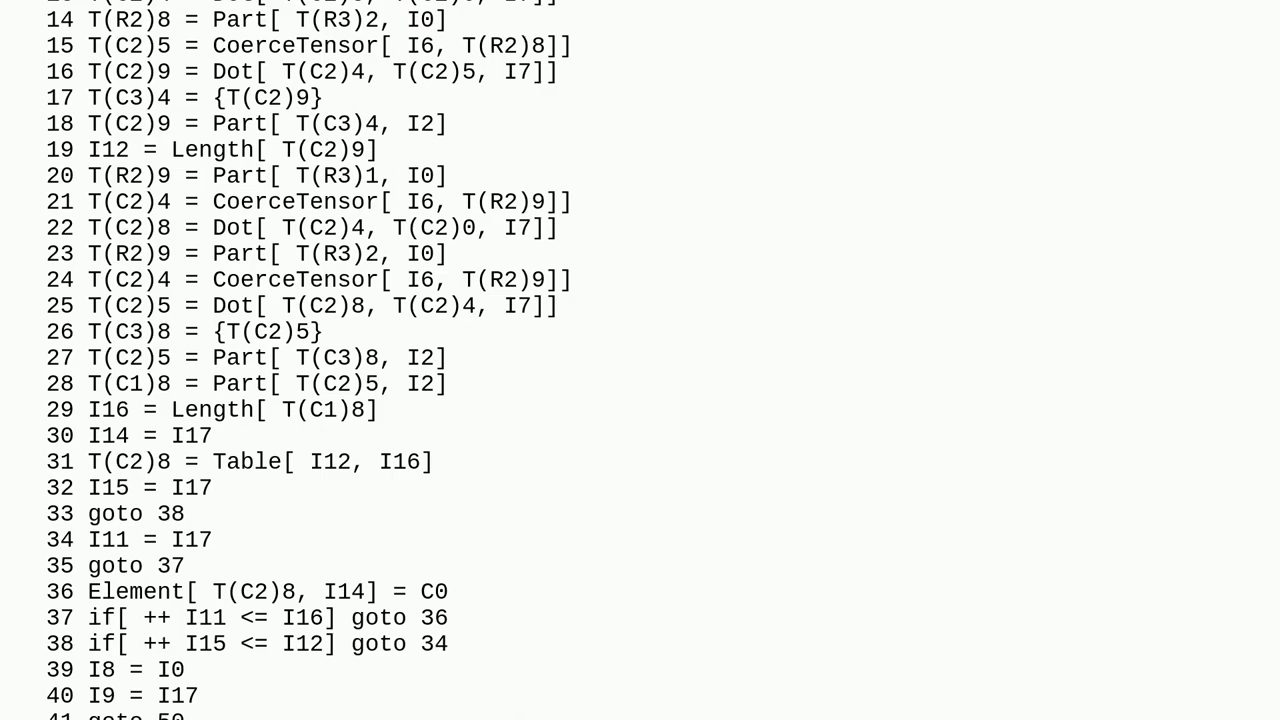 14 T(R2)8 = Part[ T(R3)2, I0]
15 T(C2)5 = CoerceTensor[ I6, T(R2)8]]
16 T(C2)9 = Dot[ T(C2)4, T(C2)5, I7]]
17 T(C3)4 = {T(C2)9}
18 T(C2)9 = Part[ T(C3)4, I2]
19 I12 = Length[ T(C2)9]
20 T(R2)9 = Part[ T(R3)1, I0]
21 T(C2)4 = CoerceTensor[ I6, T(R2)9]]
22 T(C2)8 = Dot[ T(C2)4, T(C2)0, I7]]
23 T(R2)9 = Part[ T(R3)2, I0]
24 T(C2)4 = CoerceTensor[ I6, T(R2)9]]
25 T(C2)5 = Dot[ T(C2)8, T(C2)4, I7]]
26 T(C3)8 = {T(C2)5}
27 T(C2)5 = Part[ T(C3)8, I2]
28 T(C1)8 = Part[ T(C2)5, I2]
29 I16 = Length[ T(C1)8]
30 I14 = I17
31 T(C2)8 = Table[ I12, I16]
32 I15 = I17
33 goto 38
34 I11 = I17
35 goto 37
36 Element[ T(C2)8, I14] = C0
37 if[ ++ I11 <= I16] goto 36
38 if[ ++ I15 <= I12] goto 34
39 I8 = I0
40 I9 = I17
41 goto 50